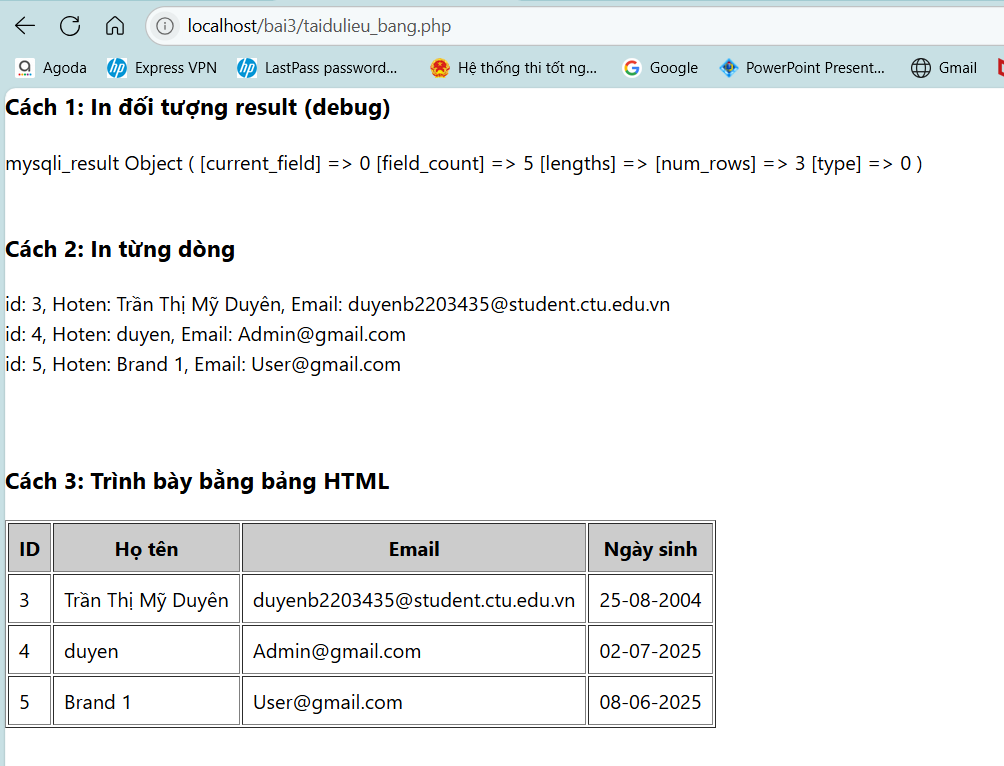 localhost/bai3/taidulieu_bang.php
Agoda Express VPN LastPass password... Hệ thống thi tốt ng... Google PowerPoint Present... Gmail
Cách 1: In đối tượng result (debug)
mysqli_result Object ( [current_field] => 0 [field_count] => 5 [lengths] => [num_rows] => 3 [type] => 0 )
Cách 2: In từng dòng
id: 3, Hoten: Trần Thị Mỹ Duyên, Email: duyenb2203435@student.ctu.edu.vn
id: 4, Hoten: duyen, Email: Admin@gmail.com
id: 5, Hoten: Brand 1, Email: User@gmail.com
Cách 3: Trình bày bằng bảng HTML
ID Họ tên Email Ngày sinh
3 Trần Thị Mỹ Duyên duyenb2203435@student.ctu.edu.vn 25-08-2004
4 duyen Admin@gmail.com 02-07-2025
5 Brand 1 User@gmail.com 08-06-2025